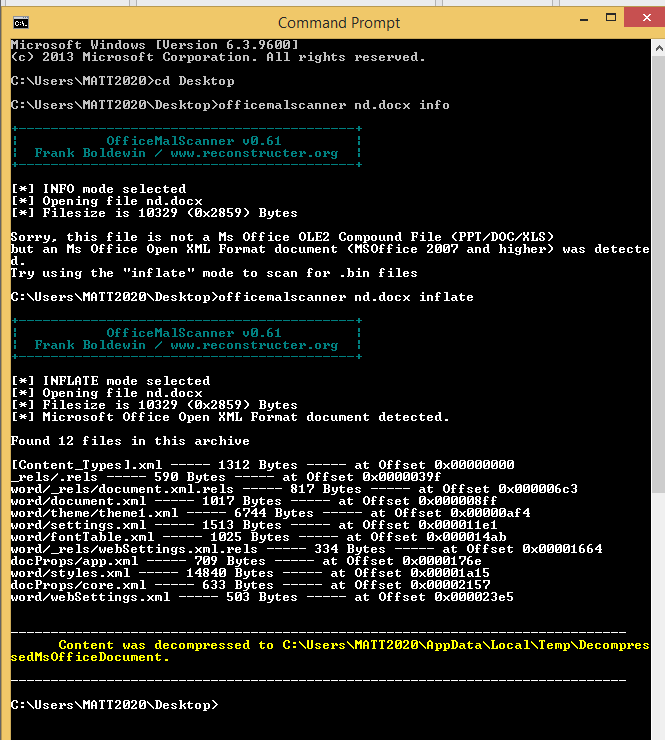 Command Prompt
Microsoft Windows [Version 6.3.9600]
(c) 2013 Microsoft Corporation. All rights reserved.
C:\Users\MATT2020>cd Desktop
C:\Users\MATT2020\Desktop>officemalscanner nd.docx info
+------------------------------------------+
|           OfficeMalScanner v0.61         |
|  Frank Boldewin / www.reconstructer.org  |
+------------------------------------------+
[*] INFO mode selected
[*] Opening file nd.docx
[*] Filesize is 10329 (0x2859) Bytes
Sorry, this file is not a Ms Office OLE2 Compound File (PPT/DOC/XLS)
but an Ms Office Open XML Format document (MSOffice 2007 and higher) was detecte
d.
Try using the "inflate" mode to scan for .bin files
C:\Users\MATT2020\Desktop>officemalscanner nd.docx inflate
+------------------------------------------+
|           OfficeMalScanner v0.61         |
|  Frank Boldewin / www.reconstructer.org  |
+------------------------------------------+
[*] INFLATE mode selected
[*] Opening file nd.docx
[*] Filesize is 10329 (0x2859) Bytes
[*] Microsoft Office Open XML Format document detected.
Found 12 files in this archive
[Content_Types].xml ----- 1312 Bytes ----- at Offset 0x00000000
_rels/.rels ----- 590 Bytes ----- at Offset 0x0000039f
word/_rels/document.xml.rels ----- 817 Bytes ----- at Offset 0x000006c3
word/document.xml ----- 1017 Bytes ----- at Offset 0x000008ff
word/theme/theme1.xml ----- 6744 Bytes ----- at Offset 0x00000af4
word/settings.xml ----- 1513 Bytes ----- at Offset 0x000011e1
word/fontTable.xml ----- 1025 Bytes ----- at Offset 0x000014ab
word/_rels/webSettings.xml.rels ----- 334 Bytes ----- at Offset 0x00001664
docProps/app.xml ----- 709 Bytes ----- at Offset 0x0000176e
word/styles.xml ----- 14840 Bytes ----- at Offset 0x00001a15
docProps/core.xml ----- 633 Bytes ----- at Offset 0x00002157
word/webSettings.xml ----- 503 Bytes ----- at Offset 0x000023e5
-----------------------------------------------------------------------------
Content was decompressed to C:\Users\MATT2020\AppData\Local\Temp\Decompres
sedMsOfficeDocument.
-----------------------------------------------------------------------------
C:\Users\MATT2020\Desktop>